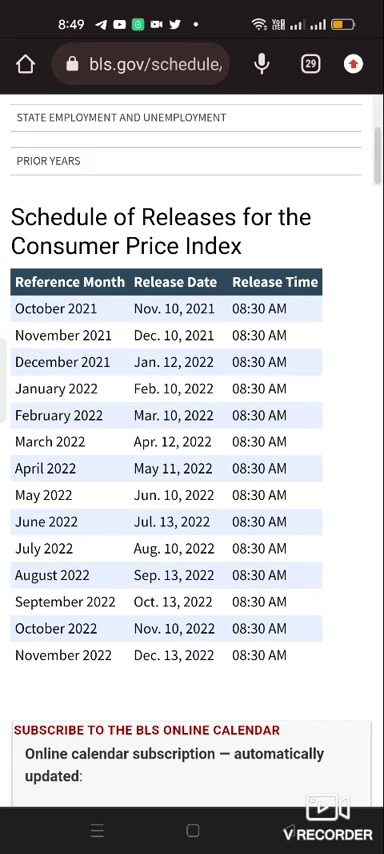 8:49
bls.gov/schedule,
29
STATE EMPLOYMENT AND UNEMPLOYMENT
PRIOR YEARS
Schedule of Releases for the
Consumer Price Index
Reference Month Release Date Release Time
October 2021 Nov. 10, 2021 08:30 AM
November 2021 Dec. 10, 2021 08:30 AM
December 2021 Jan. 12, 2022 08:30 AM
January 2022 Feb. 10, 2022 08:30 AM
February 2022 Mar. 10, 2022 08:30 AM
March 2022 Apr. 12, 2022 08:30 AM
April 2022 May 11, 2022 08:30 AM
May 2022 Jun. 10, 2022 08:30 AM
June 2022 Jul. 13, 2022 08:30 AM
July 2022 Aug. 10, 2022 08:30 AM
August 2022 Sep. 13, 2022 08:30 AM
September 2022 Oct. 13, 2022 08:30 AM
October 2022 Nov. 10, 2022 08:30 AM
November 2022 Dec. 13, 2022 08:30 AM
SUBSCRIBE TO THE BLS ONLINE CALENDAR
Online calendar subscription — automatically
updated:
V RECORDER